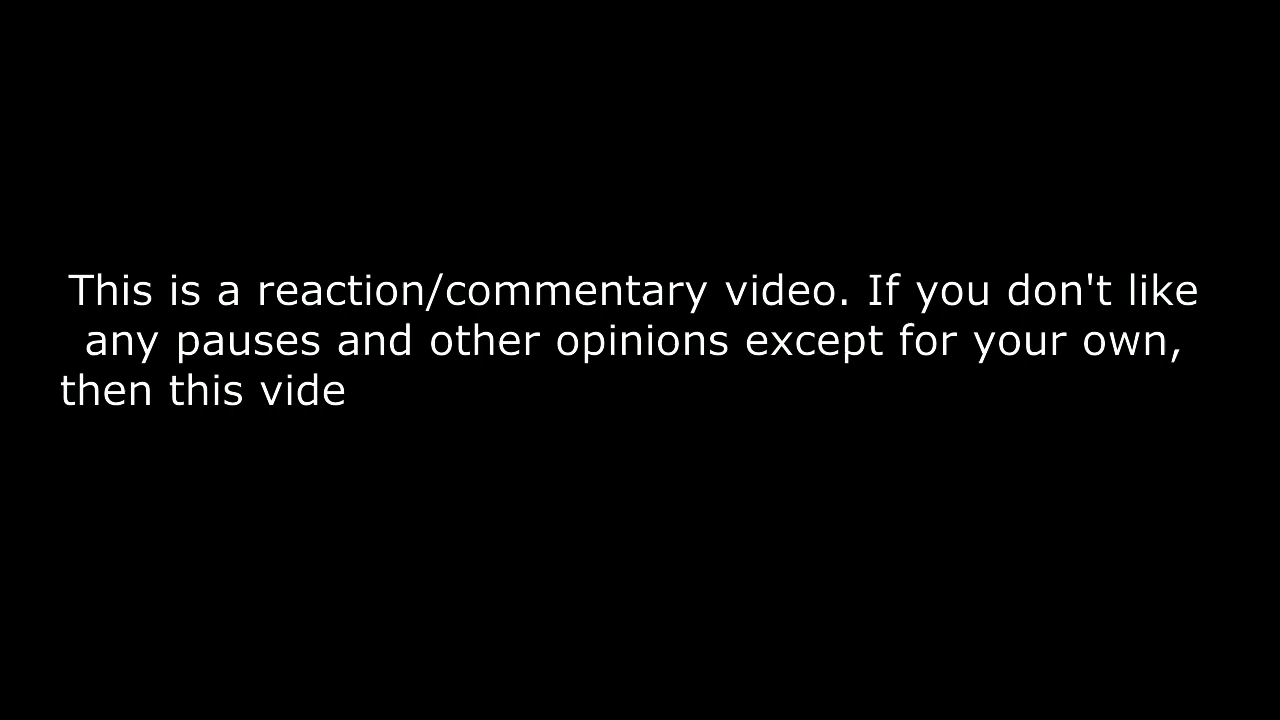 This is a reaction/commentary video. If you don't like
any pauses and other opinions except for your own,
then this vide